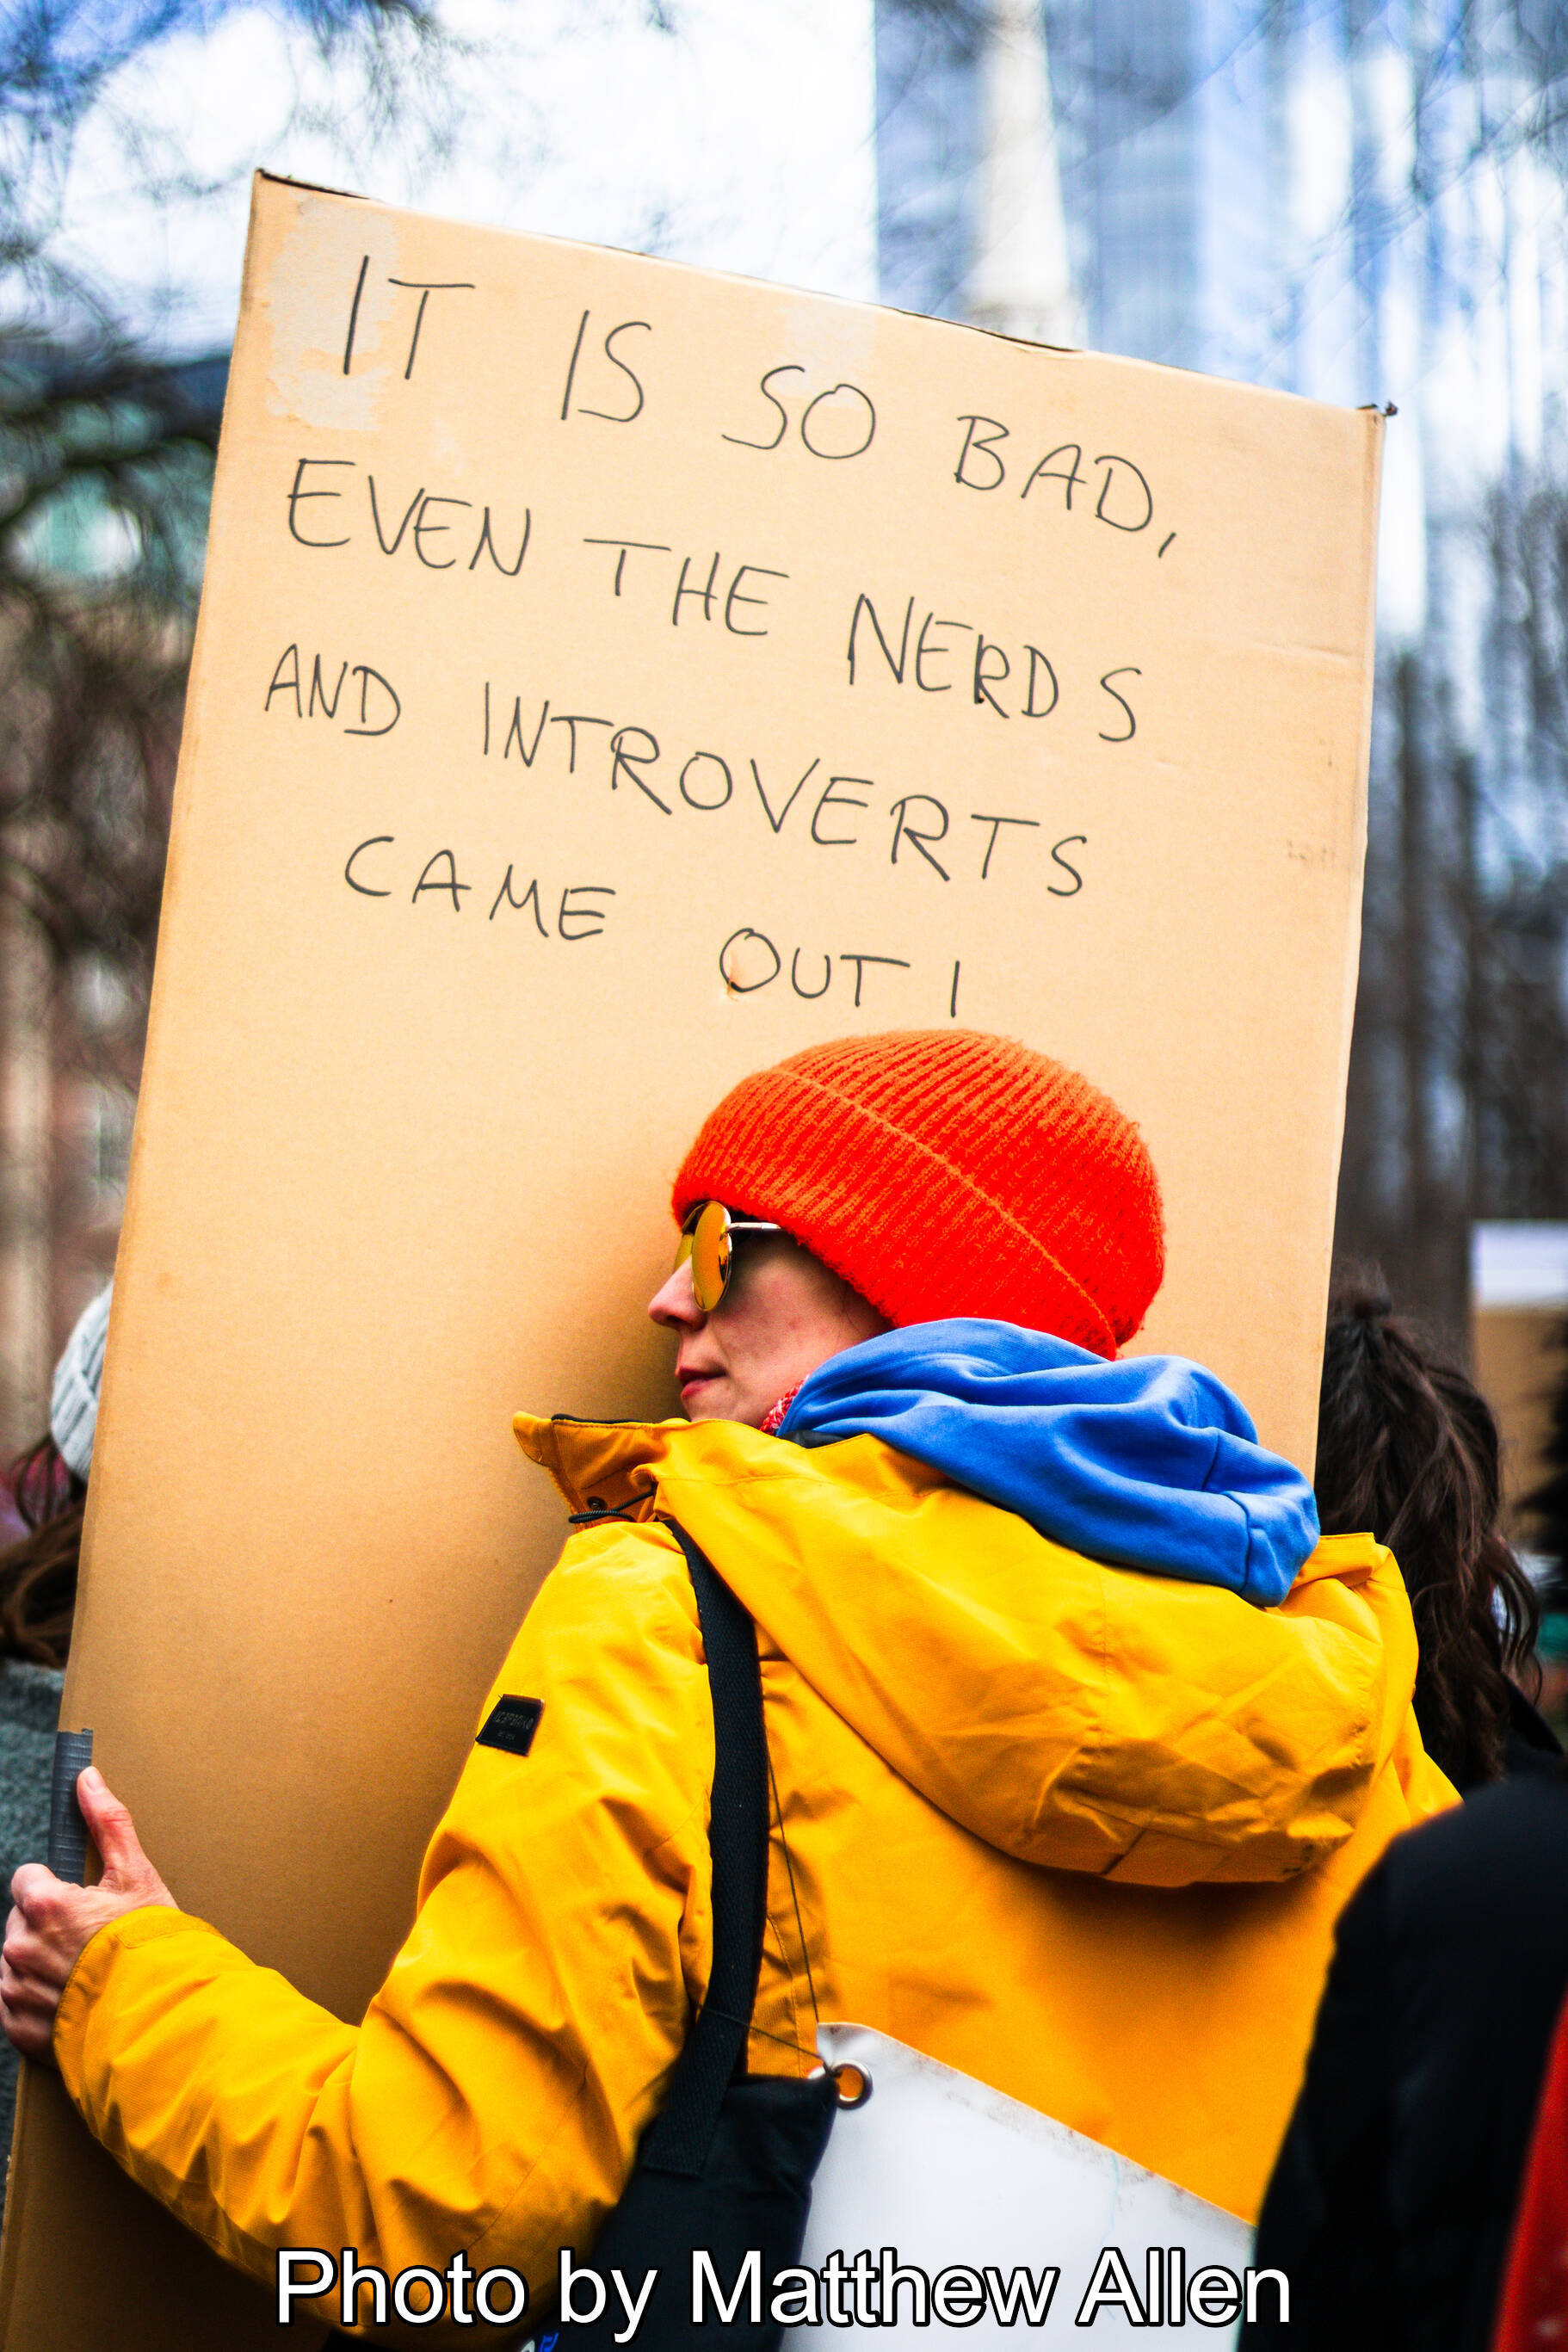 IT IS SO BAD,
EVEN THE NERDS
AND INTROVERTS
CAME OUT!
Photo by Matthew Allen